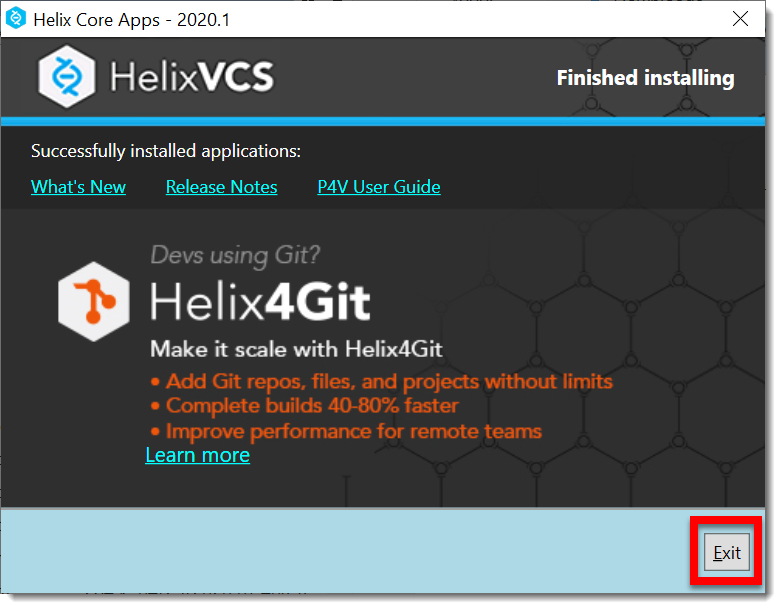 Helix Core Apps - 2020.1
HelixVCS
Finished installing
Successfully installed applications:
What's New Release Notes P4V User Guide
Devs using Git?
Helix4Git
Make it scale with Helix4Git
• Add Git repos, files, and projects without limits
• Complete builds 40-80% faster
• Improve performance for remote teams
Learn more
Exit